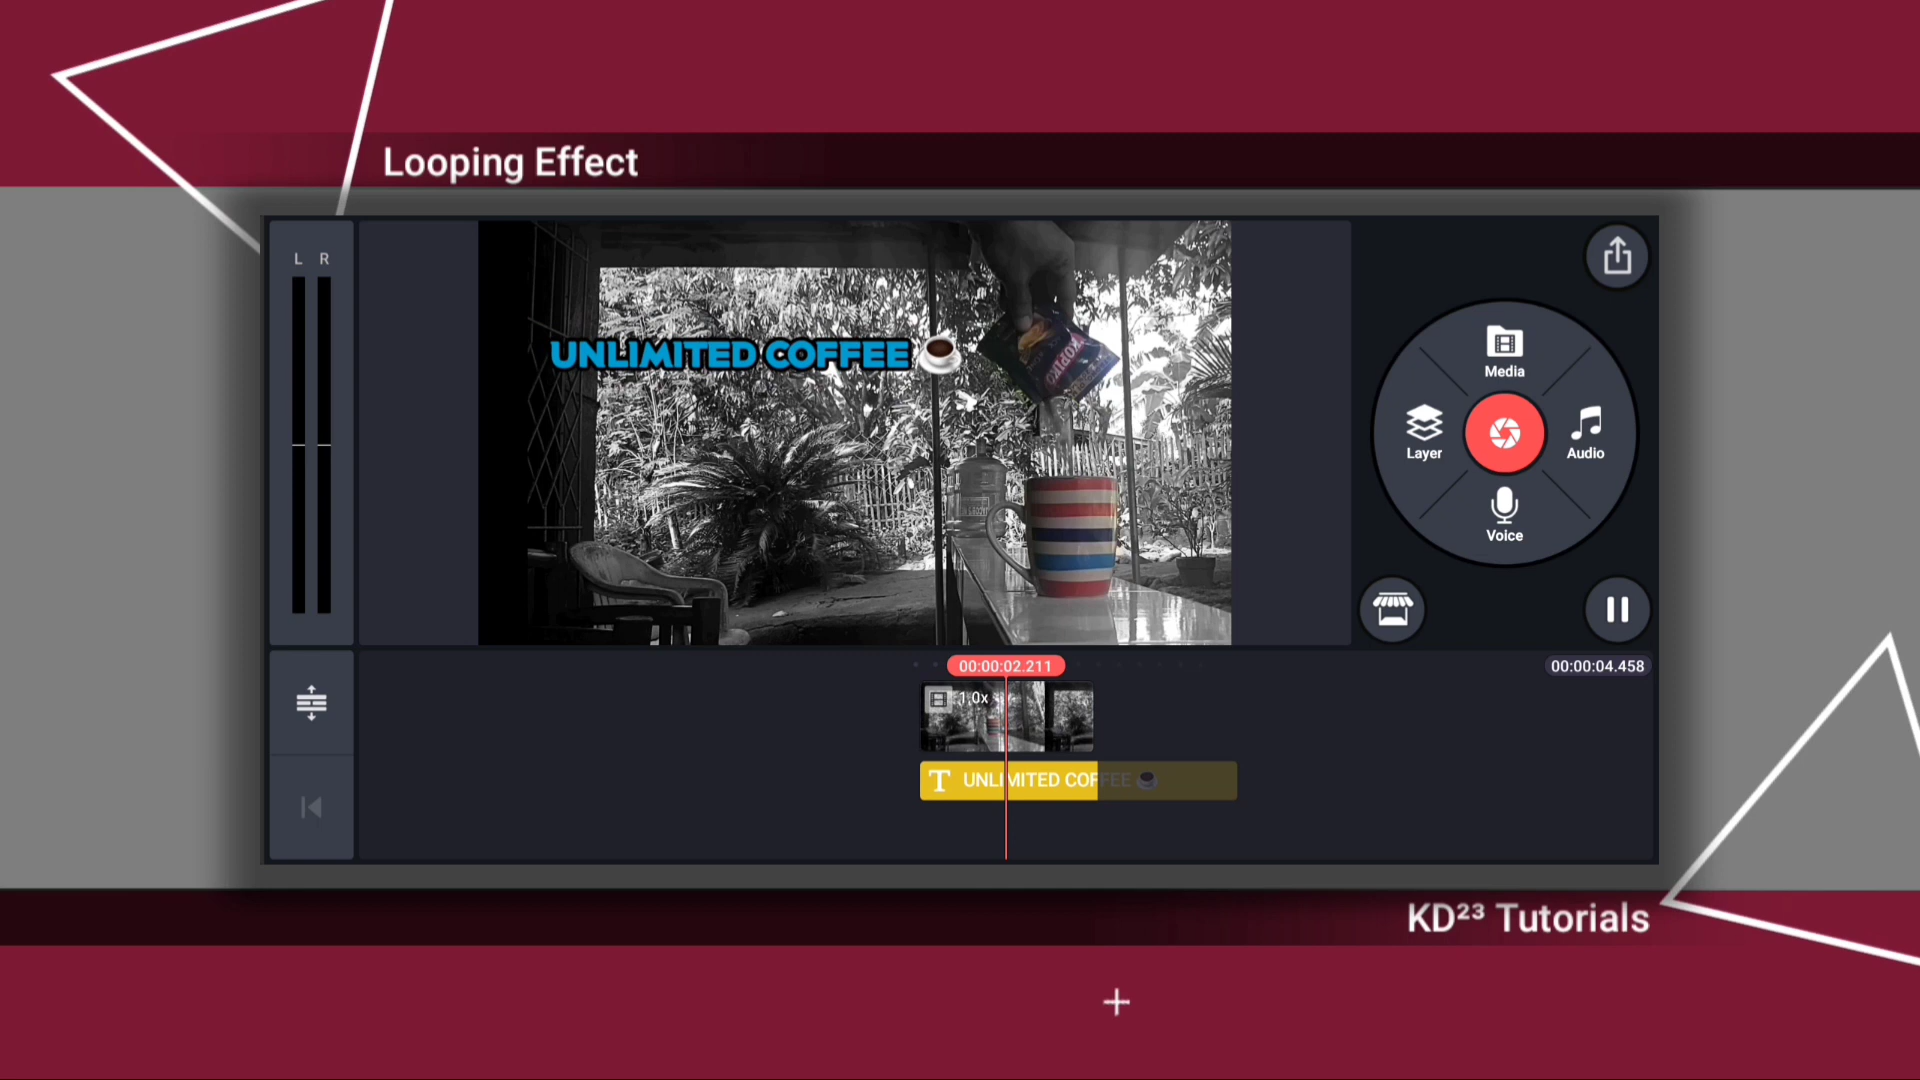 Looping Effect
L R
UNLIMITED COFFEE ☕
KOPIKO
Media
Layer
Audio
Voice
00:00:02.211
00:00:04.458
1.0x
T UNLIMITED COFFEE ☕
KD²³ Tutorials